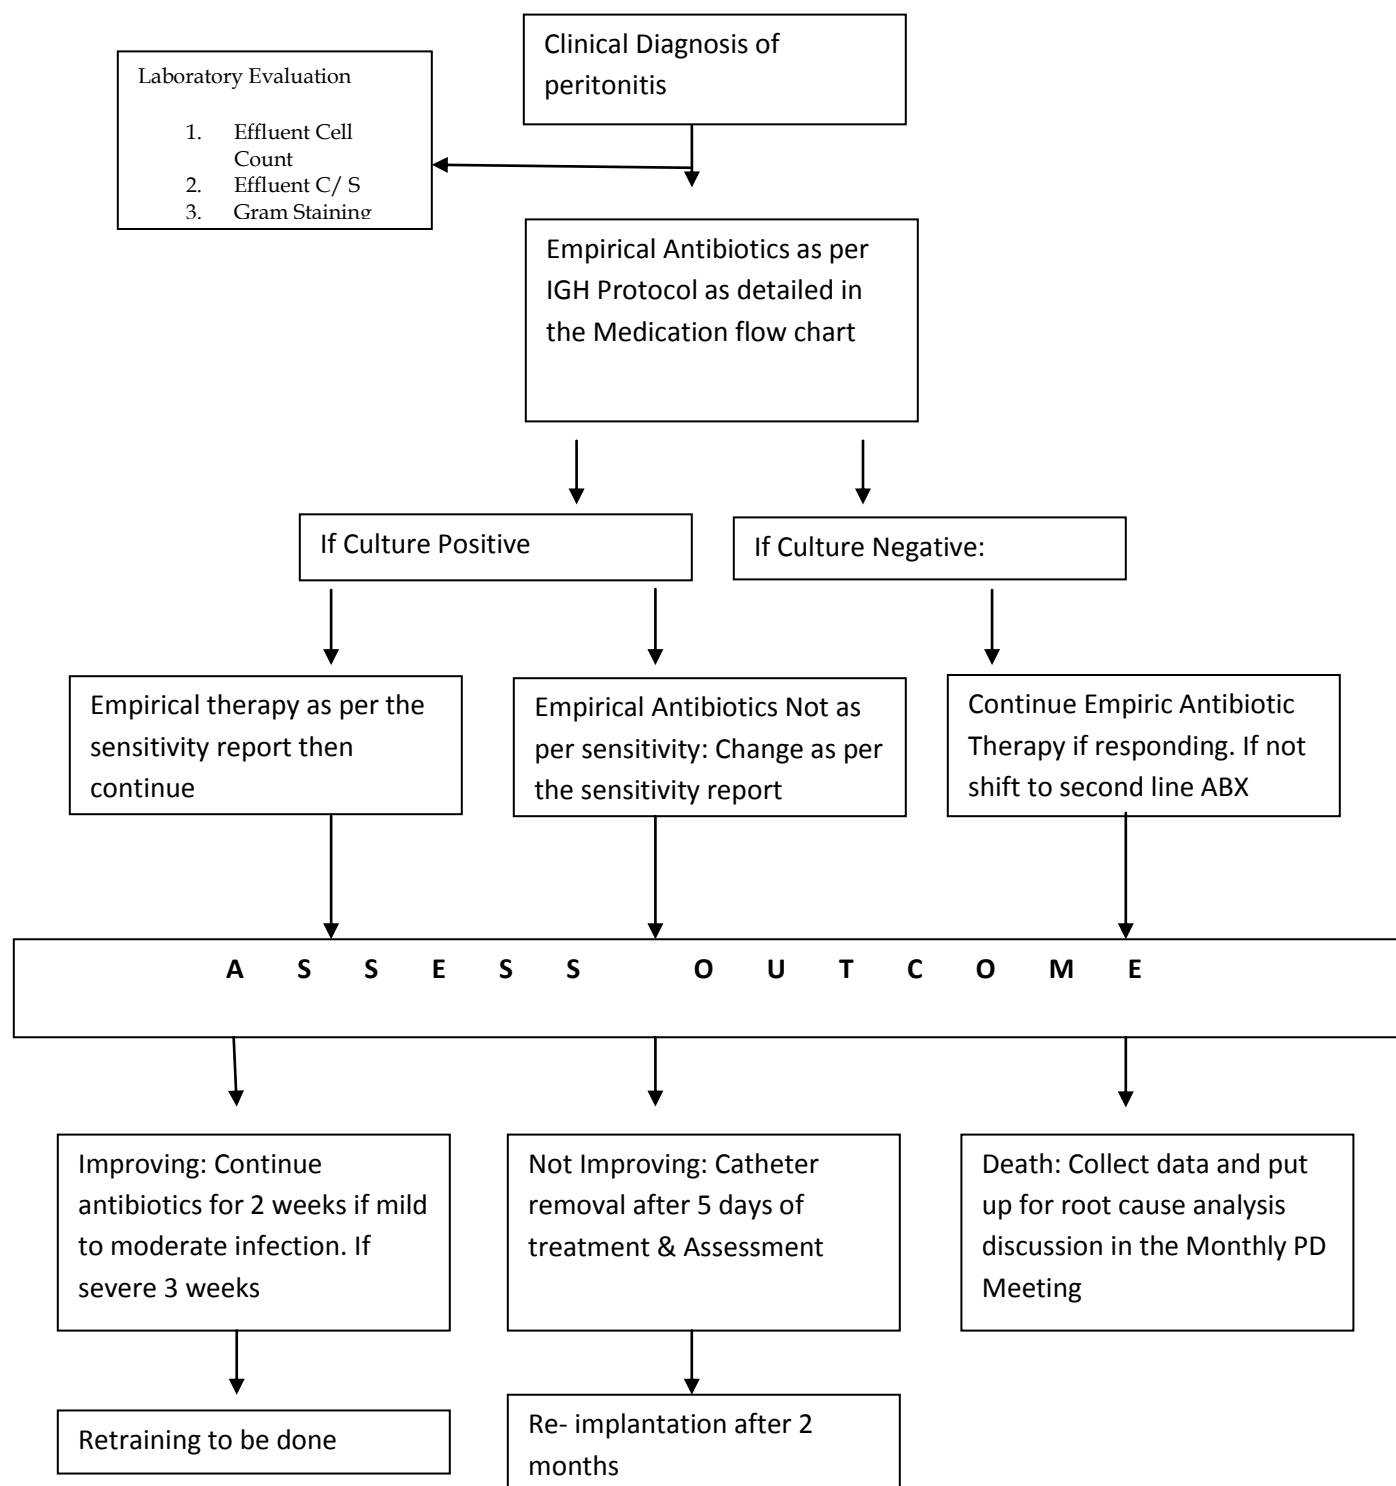 Clinical Diagnosis of
peritonitis
Laboratory Evaluation
1. Effluent Cell
Count
2. Effluent C/ S
3. Gram Staining
Empirical Antibiotics as per
IGH Protocol as detailed in
the Medication flow chart
If Culture Positive
If Culture Negative:
Empirical therapy as per the
sensitivity report then
continue
Empirical Antibiotics Not as
per sensitivity: Change as per
the sensitivity report
Continue Empiric Antibiotic
Therapy if responding. If not
shift to second line ABX
A S S E S S O U T C O M E
Improving: Continue
antibiotics for 2 weeks if mild
to moderate infection. If
severe 3 weeks
Not Improving: Catheter
removal after 5 days of
treatment & Assessment
Death: Collect data and put
up for root cause analysis
discussion in the Monthly PD
Meeting
Retraining to be done
Re- implantation after 2
months